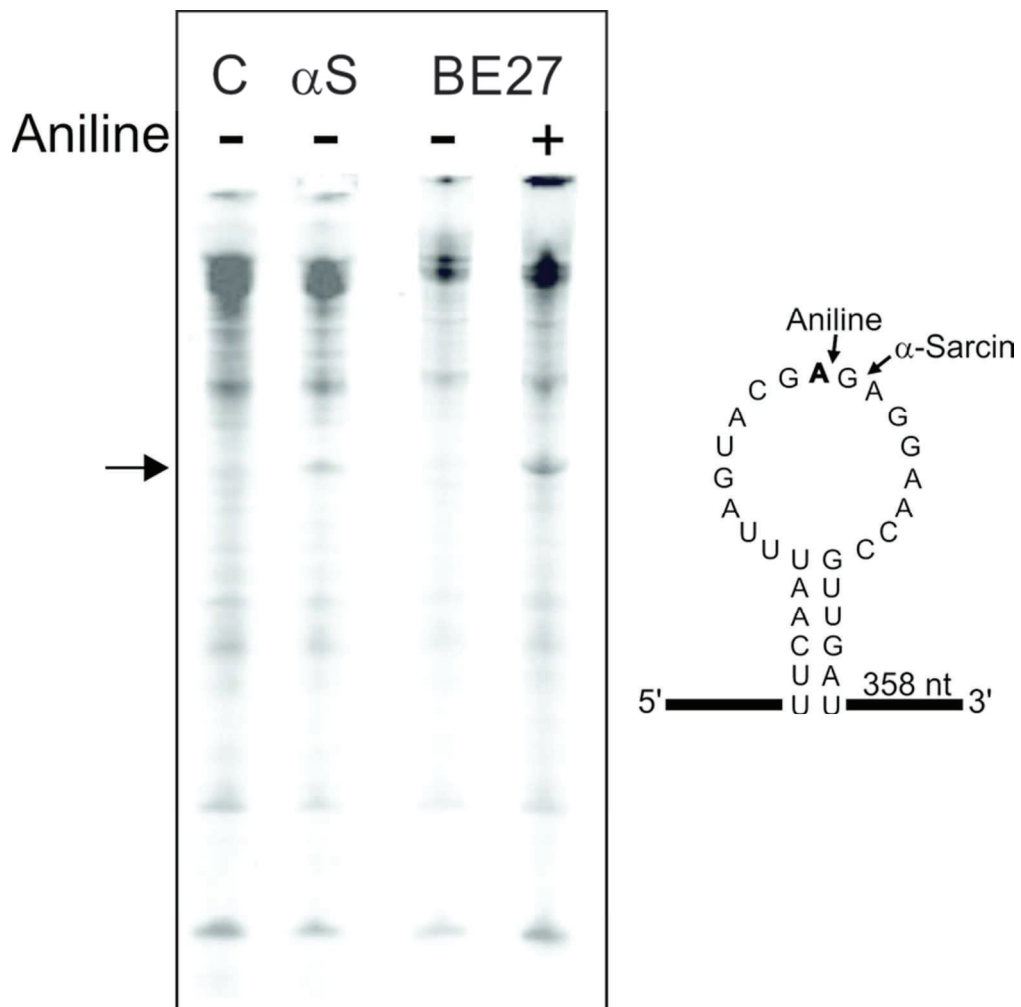 C αS BE27
Aniline - - - +
Aniline
α-Sarcin
G A G
C A
A G
U G
G A
A A
U C
U C
U G
A U
A U
C G
U A 358 nt
5' U U 3'